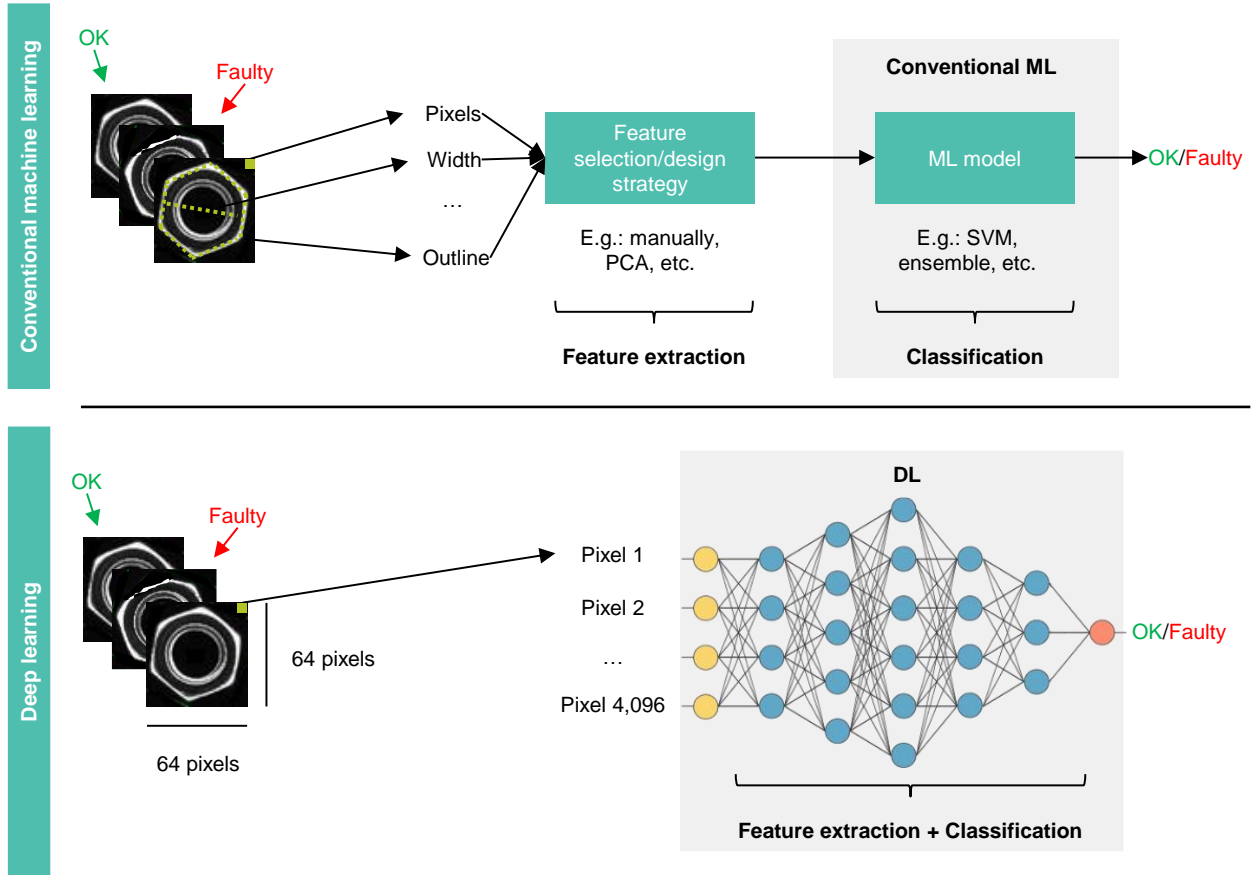 Conventional machine learning
OK
Faulty
Pixels
Width
…
Outline
Feature
selection/design
strategy
E.g.: manually,
PCA, etc.
Feature extraction
Conventional ML
ML model
E.g.: SVM,
ensemble, etc.
Classification
OK/Faulty
Deep learning
OK
Faulty
64 pixels
64 pixels
Pixel 1
Pixel 2
…
Pixel 4,096
DL
OK/Faulty
Feature extraction + Classification